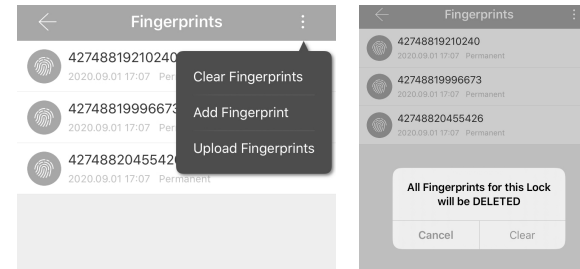 Fingerprints
42748819210240
2020.09.01 17:07 Per
42748819996673
2020.09.01 17:07 Per
42748820455426
2020.09.01 17:07 Permanent
Clear Fingerprints
Add Fingerprint
Upload Fingerprints
Fingerprints
42748819210240
2020.09.01 17:07 Permanent
42748819996673
2020.09.01 17:07 Permanent
42748820455426
2020.09.01 17:07 Permanent
All Fingerprints for this Lock
will be DELETED
Cancel
Clear